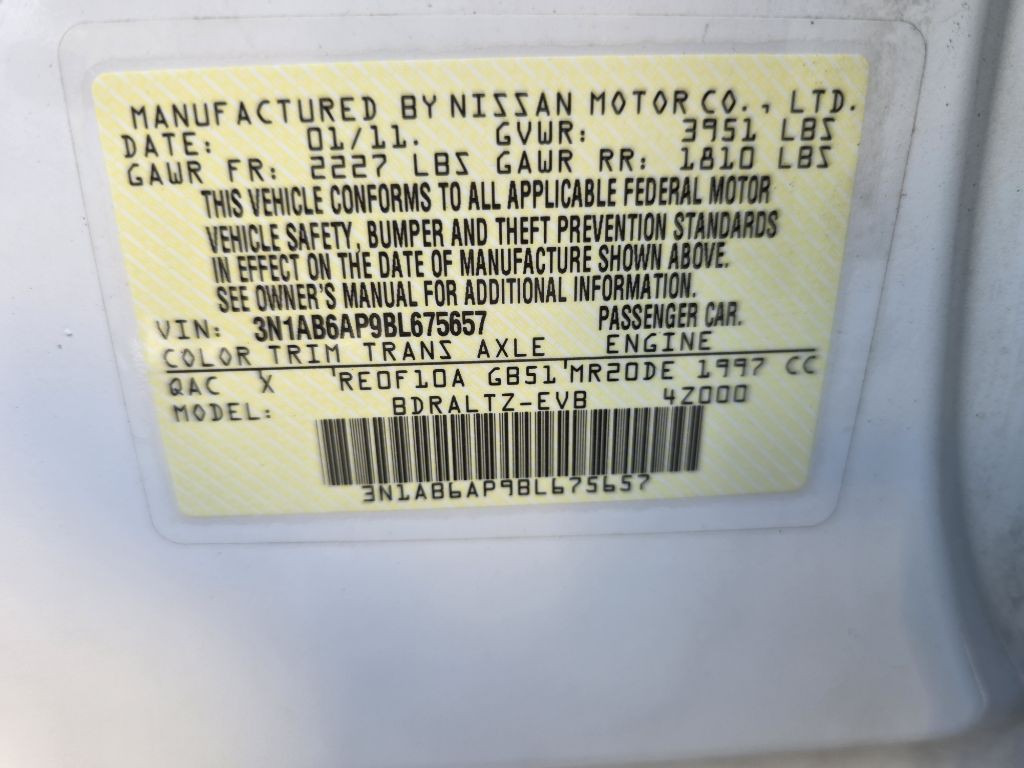 MANUFACTURED BY NISSAN MOTOR CO., LTD.
DATE: 01/11. GVWR: 3951 LBS
GAWR FR: 2227 LBS GAWR RR: 1810 LBS
THIS VEHICLE CONFORMS TO ALL APPLICABLE FEDERAL MOTOR
VEHICLE SAFETY, BUMPER AND THEFT PREVENTION STANDARDS
IN EFFECT ON THE DATE OF MANUFACTURE SHOWN ABOVE.
SEE OWNER'S MANUAL FOR ADDITIONAL INFORMATION.
VIN: 3N1AB6AP9BL675657 PASSENGER CAR.
COLOR TRIM TRANS AXLE ENGINE
QAC X RE0F10A GB51 MR20DE 1997 CC
MODEL: BDRALTZ-EVB 4Z000
3N1AB6AP9BL675657